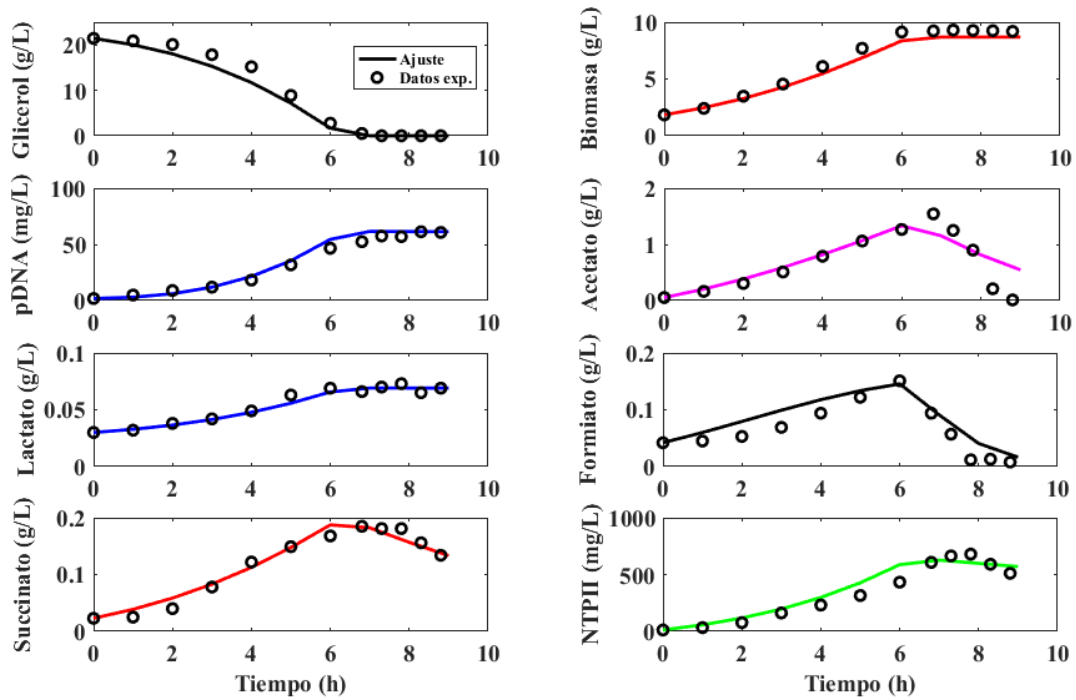 Glicerol (g/L)
20
10
0
0 2 4 6 8 10
Ajuste
Datos exp.
Biomasa (g/L)
10
5
0
0 2 4 6 8 10
pDNA (mg/L)
100
50
0
0 2 4 6 8 10
Acetato (g/L)
2
1
0
0 2 4 6 8 10
Lactato (g/L)
0.1
0.05
0
0 2 4 6 8 10
Formiato (g/L)
0.2
0.1
0
0 2 4 6 8 10
Succinato (g/L)
0.2
0.1
0
0 2 4 6 8 10
Tiempo (h)
NTPII (mg/L)
1000
500
0
0 2 4 6 8 10
Tiempo (h)